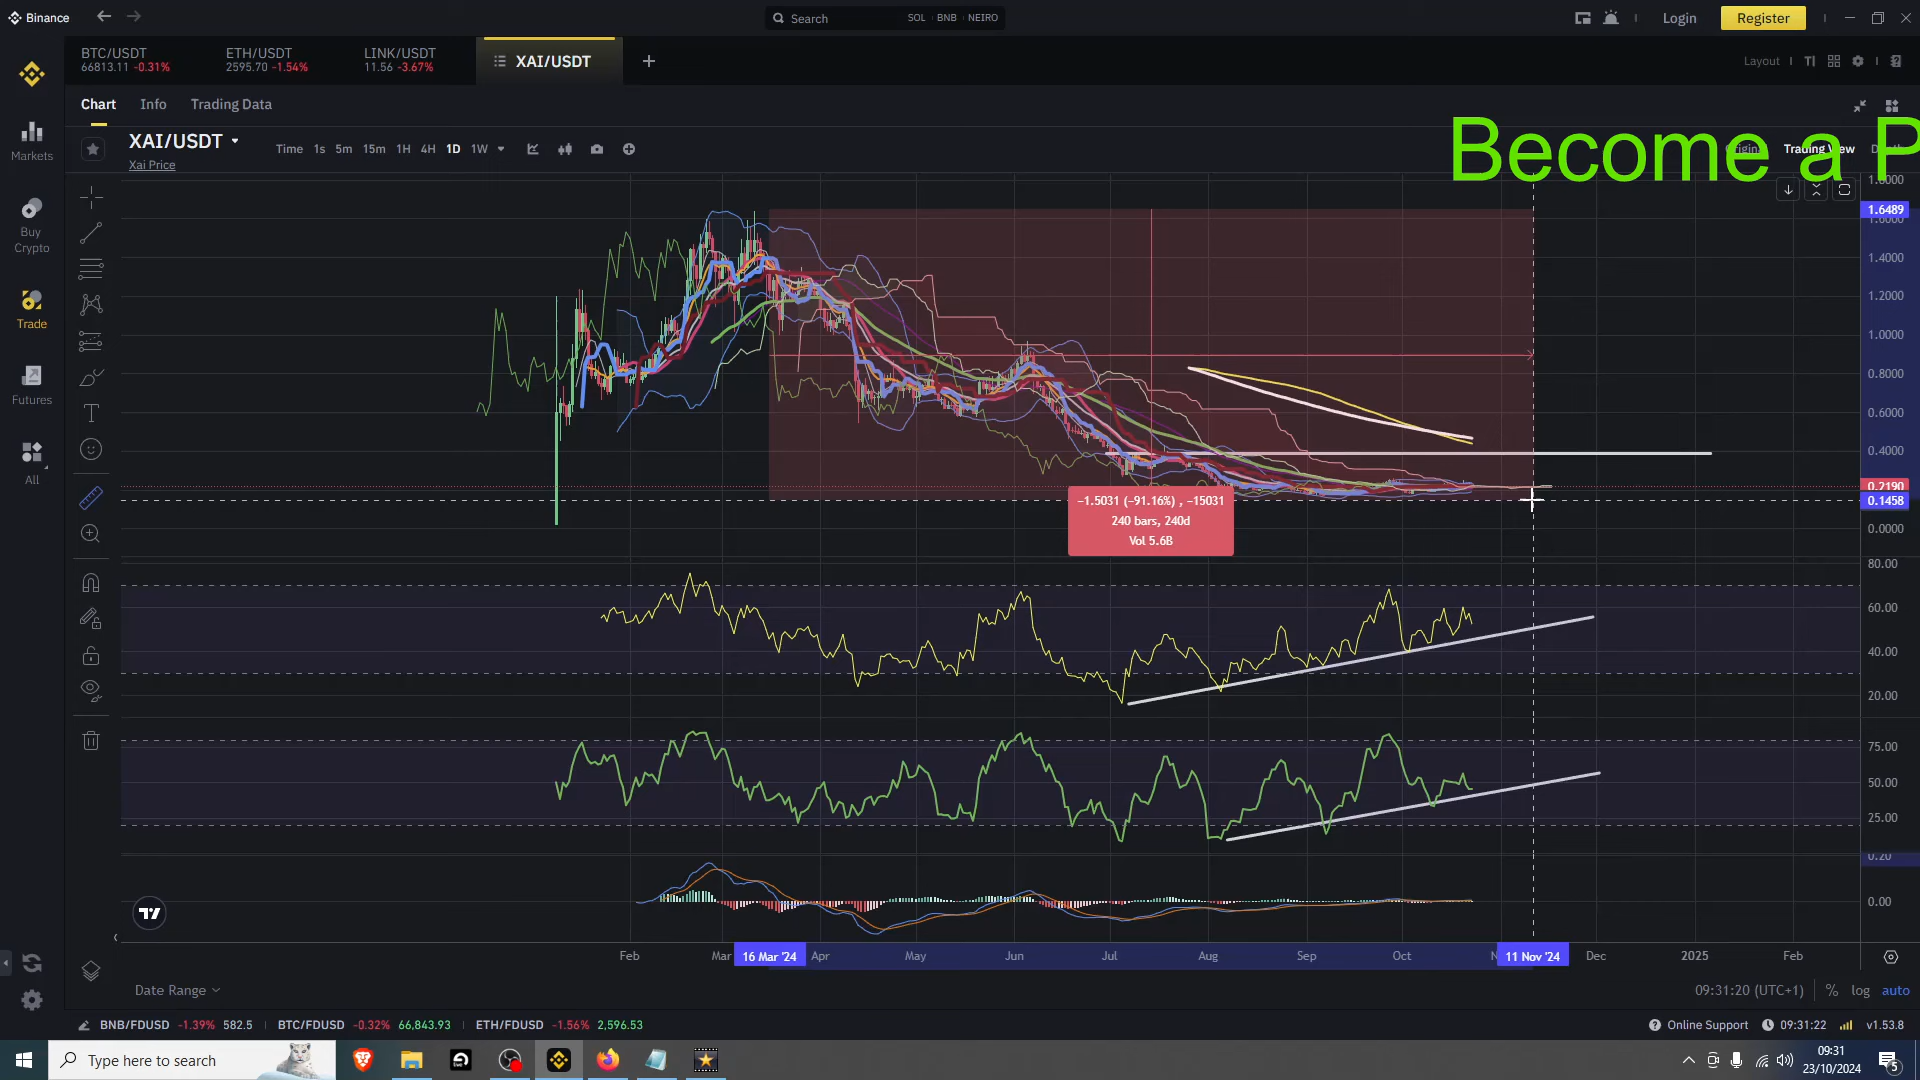 Binance
Search SOL BNB NEIRO
Login Register
BTC/USDT
66813.11 -0.31%
ETH/USDT
2595.70 -1.54%
LINK/USDT
11.56 -3.67%
XAI/USDT
Layout
Chart Info Trading Data
Become a P
XAI/USDT
Xai Price
Time 1s 5m 15m 1H 4H 1D 1W
Trading View
Markets
Buy
Crypto
Trade
Futures
All
1.6489
1.4000
1.2000
1.0000
0.8000
0.6000
0.4000
0.2190
0.1458
0.0000
−1.5031 (−91.16%) , −15031
240 bars, 240d
Vol 5.6B
80.00
60.00
40.00
20.00
75.00
50.00
25.00
0.20
0.00
Feb Mar 16 Mar '24 Apr May Jun Jul Aug Sep Oct 11 Nov '24 Dec 2025 Feb
Date Range
09:31:20 (UTC+1) % log auto
BNB/FDUSD -1.39% 582.5 BTC/FDUSD -0.32% 66,843.93 ETH/FDUSD -1.56% 2,596.53
Online Support 09:31:22 v1.53.8
Type here to search
09:31
23/10/2024
5